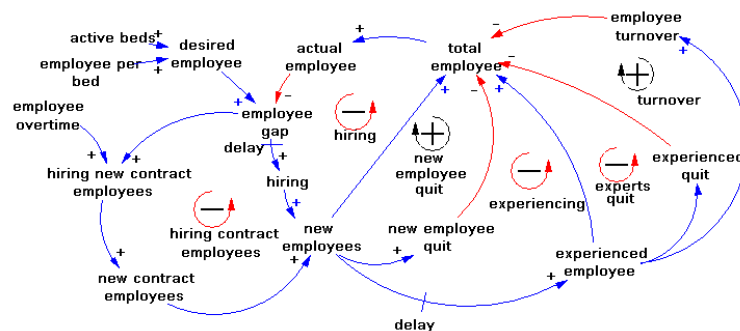 active beds
employee per
bed
employee
overtime
desired
employee
actual
employee
total
employee
employee
turnover
turnover
employee
gap
delay
hiring
hiring
new
employee
quit
experiencing
experts
quit
experienced
quit
hiring new contract
employees
hiring contract
employees
new
employees
new employee
quit
experienced
employee
new contract
employees
delay